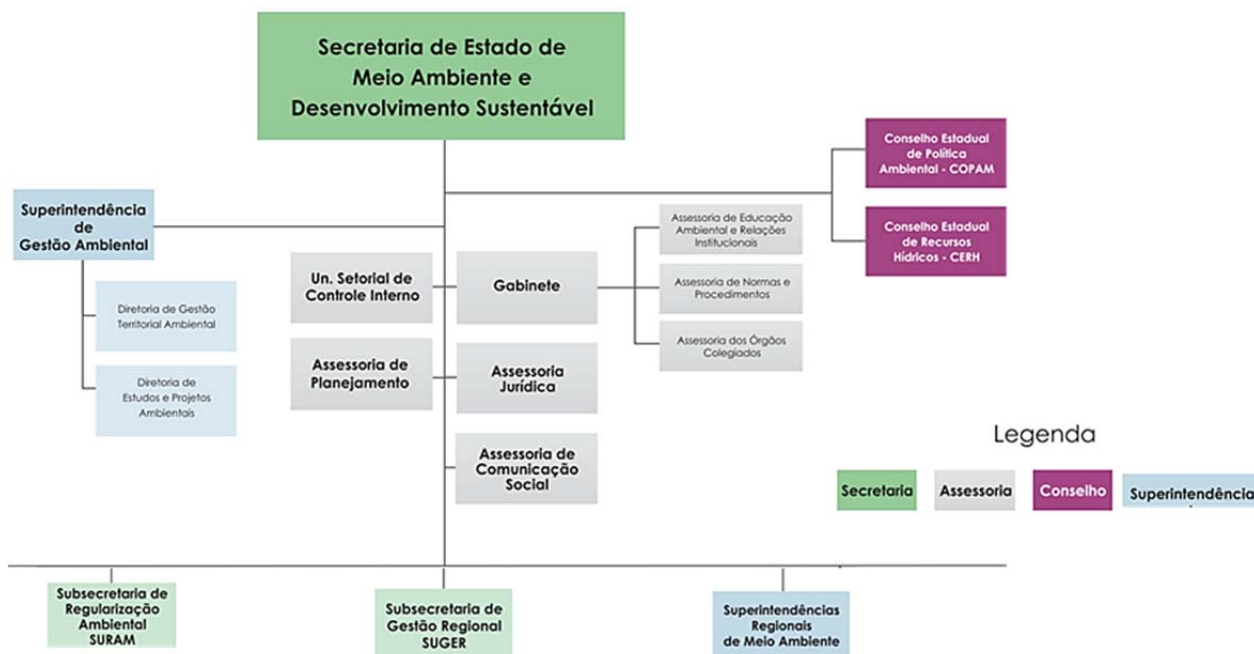 Secretaria de Estado de
Meio Ambiente e
Desenvolvimento Sustentável
Conselho Estadual
de Política
Ambiental - COPAM
Conselho Estadual
de Recursos
Hídricos - CERH
Superintendência
de
Gestão Ambiental
Diretoria de Gestão
Territorial Ambiental
Diretoria de
Estudos e Projetos
Ambientais
Un. Setorial de
Controle Interno
Gabinete
Assessoria de Educação
Ambiental e Relações
Institucionais
Assessoria de Normas e
Procedimentos
Assessoria dos Órgãos
Colegiados
Assessoria de
Planejamento
Assessoria
Jurídica
Assessoria de
Comunicação
Social
Legenda
Secretaria
Assessoria
Conselho
Superintendência
Subsecretaria de
Regularização
Ambiental
SURAM
Subsecretaria de
Gestão Regional
SUGER
Superintendências
Regionais
de Meio Ambiente